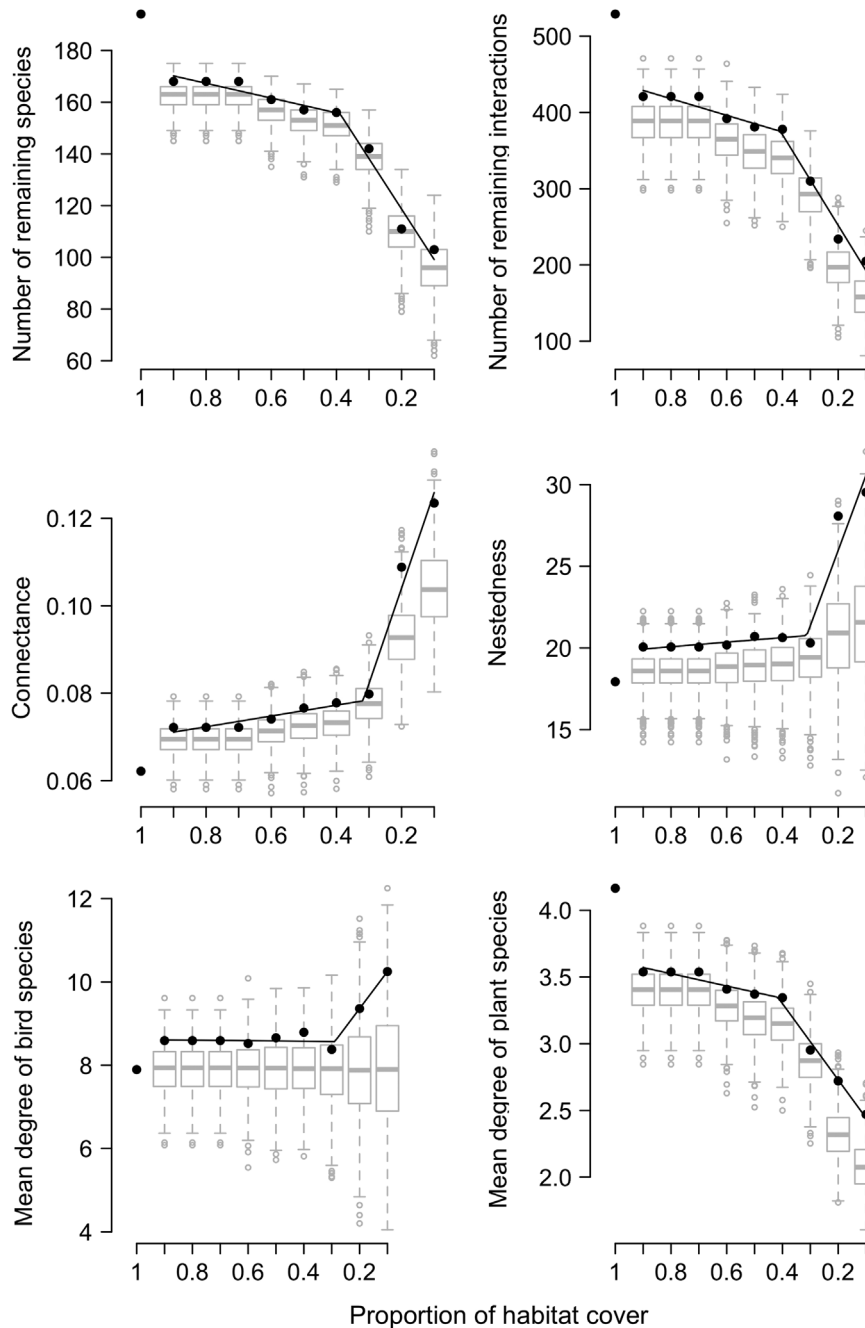 Number of remaining species
180
160
140
120
100
80
60
1 0.8 0.6 0.4 0.2
Number of remaining interactions
500
400
300
200
100
1 0.8 0.6 0.4 0.2
Connectance
0.12
0.10
0.08
0.06
1 0.8 0.6 0.4 0.2
Nestedness
30
25
20
15
1 0.8 0.6 0.4 0.2
Mean degree of bird species
12
10
8
6
4
1 0.8 0.6 0.4 0.2
Mean degree of plant species
4.0
3.5
3.0
2.5
2.0
1 0.8 0.6 0.4 0.2
Proportion of habitat cover